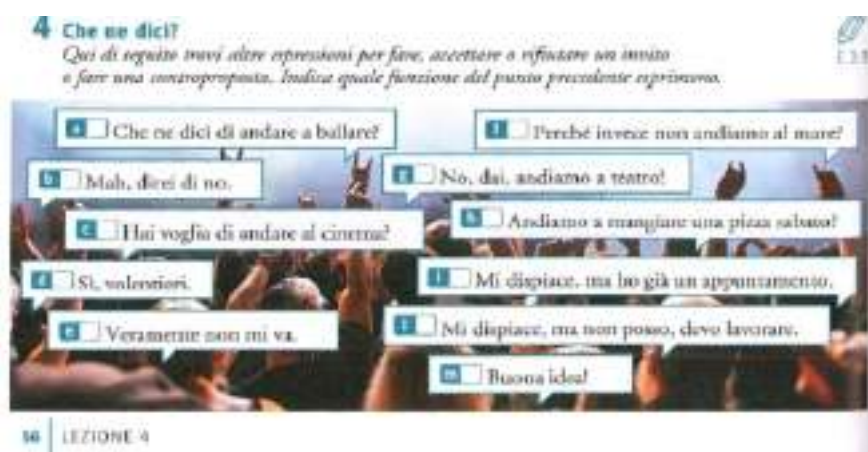 4 Che ne dici?
Qui di seguito trovi altre espressioni per fare, accettare o rifiutare un invito
o fare una controproposta. Indica quale funzione del punto precedente esprimono.
a Che ne dici di andare a ballare?
f Perché invece non andiamo al mare?
b Mah, direi di no.
g No, dai, andiamo a teatro!
c Hai voglia di andare al cinema?
h Andiamo a mangiare una pizza sabato?
d Sì, volentieri.
i Mi dispiace, ma ho già un appuntamento.
e Veramente non mi va.
l Mi dispiace, ma non posso, devo lavorare.
m Buona idea!
56 LEZIONE 4